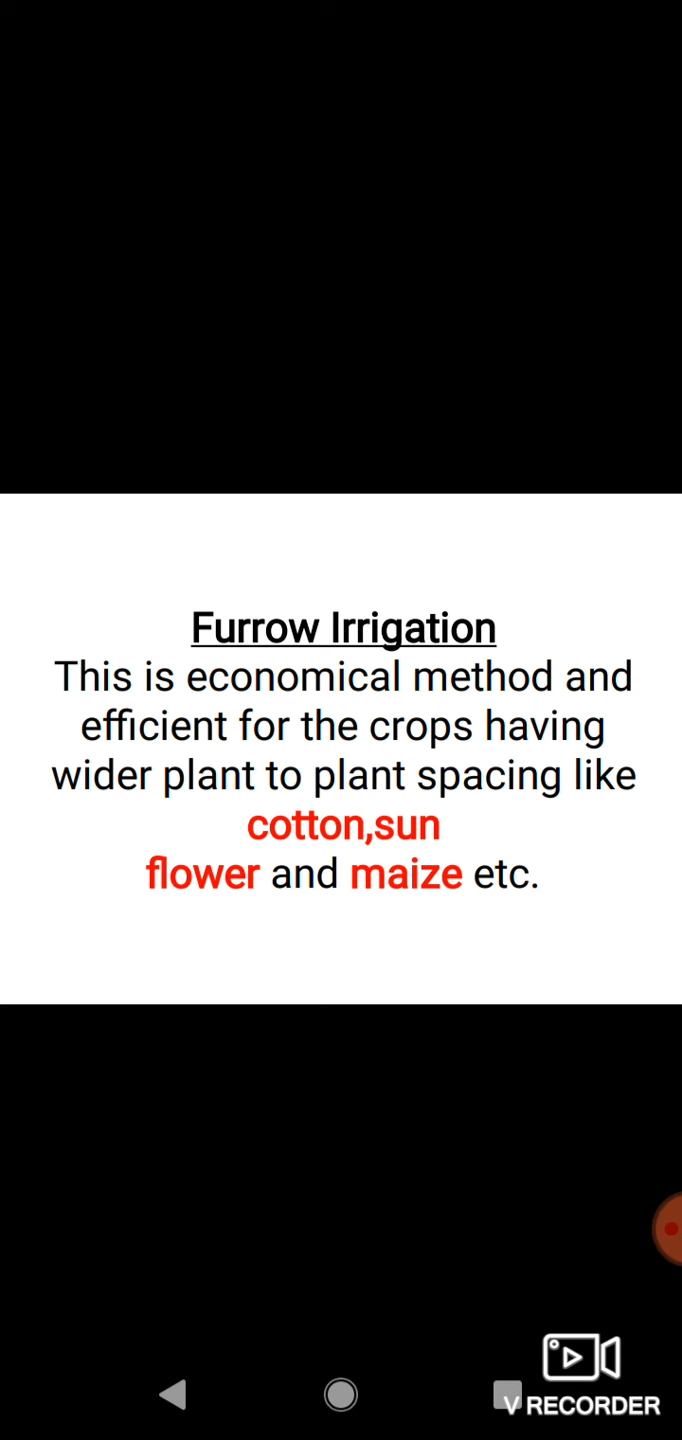 Furrow Irrigation
This is economical method and
efficient for the crops having
wider plant to plant spacing like
cotton,sun
flower and maize etc.
V RECORDER